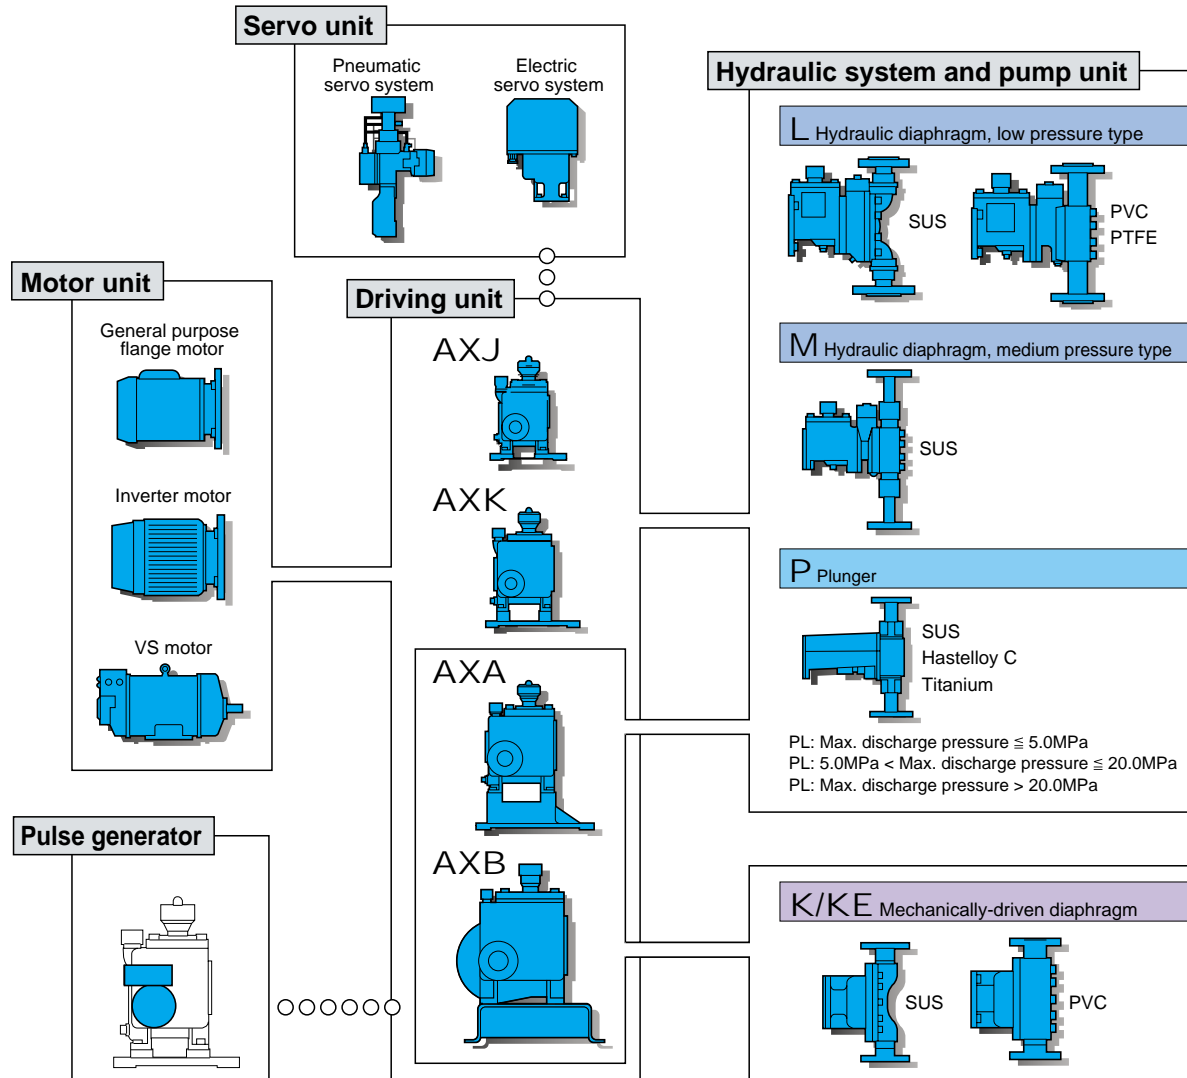 Servo unit
Pneumatic
servo system
Electric
servo system
Hydraulic system and pump unit
L Hydraulic diaphragm, low pressure type
SUS
PVC
PTFE
Motor unit
General purpose
flange motor
Inverter motor
VS motor
Driving unit
AXJ
AXK
AXA
AXB
M Hydraulic diaphragm, medium pressure type
SUS
P Plunger
SUS
Hastelloy C
Titanium
PL: Max. discharge pressure ≦ 5.0MPa
PL: 5.0MPa < Max. discharge pressure ≦ 20.0MPa
PL: Max. discharge pressure > 20.0MPa
Pulse generator
K/KE Mechanically-driven diaphragm
SUS
PVC